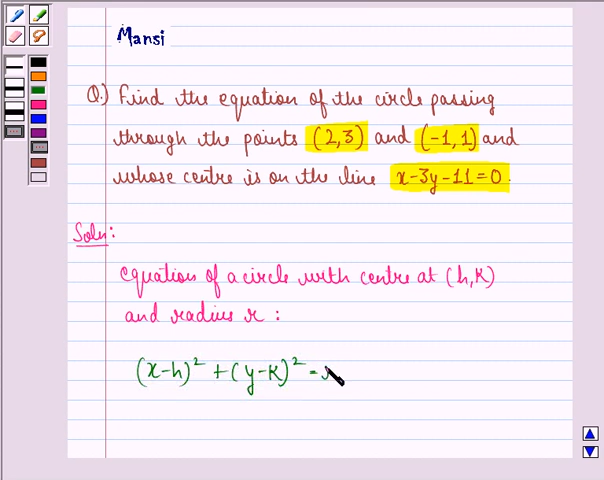 Mansi
Q.) Find the equation of the circle passing
through the points (2,3) and (-1,1) and
whose centre is on the line x-3y-11=0.
Soln:
Equation of a circle with centre at (h,k)
and radius r :
(x-h)² + (y-k)² =